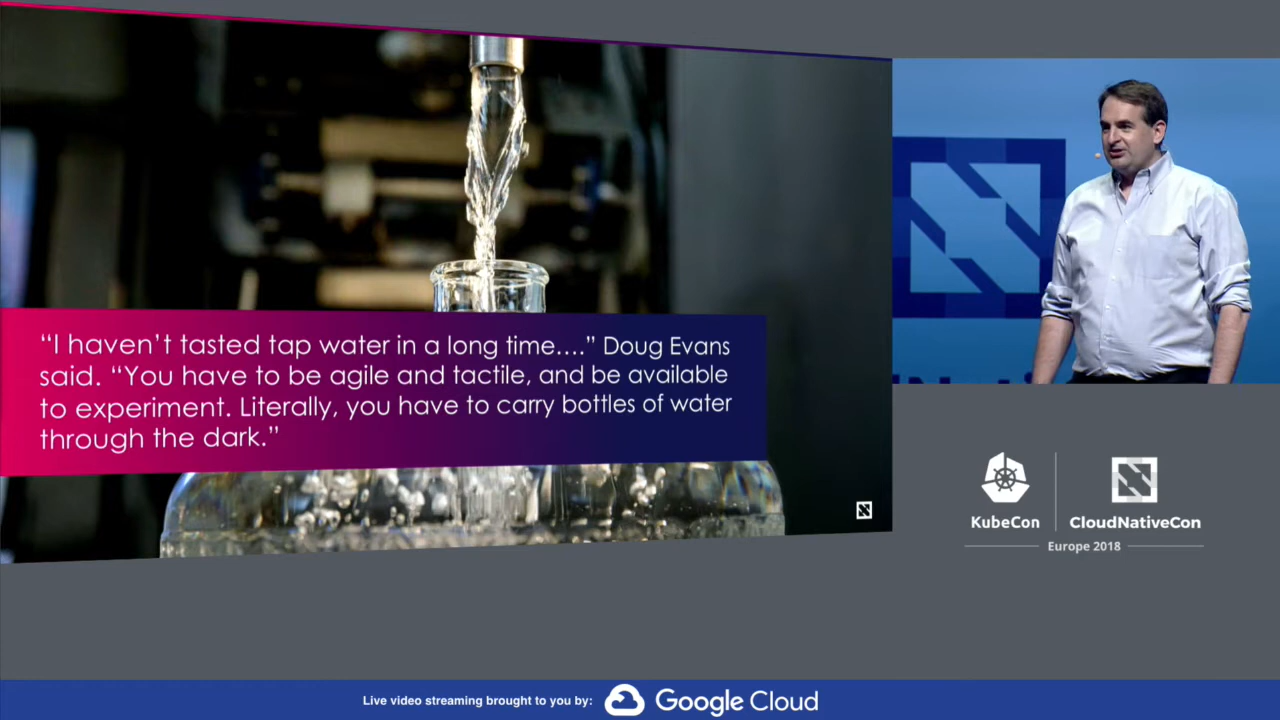 “I haven’t tasted tap water in a long time....” Doug Evans
said. “You have to be agile and tactile, and be available
to experiment. Literally, you have to carry bottles of water
through the dark.”
KubeCon
CloudNativeCon
Europe 2018
Live video streaming brought to you by:
Google Cloud